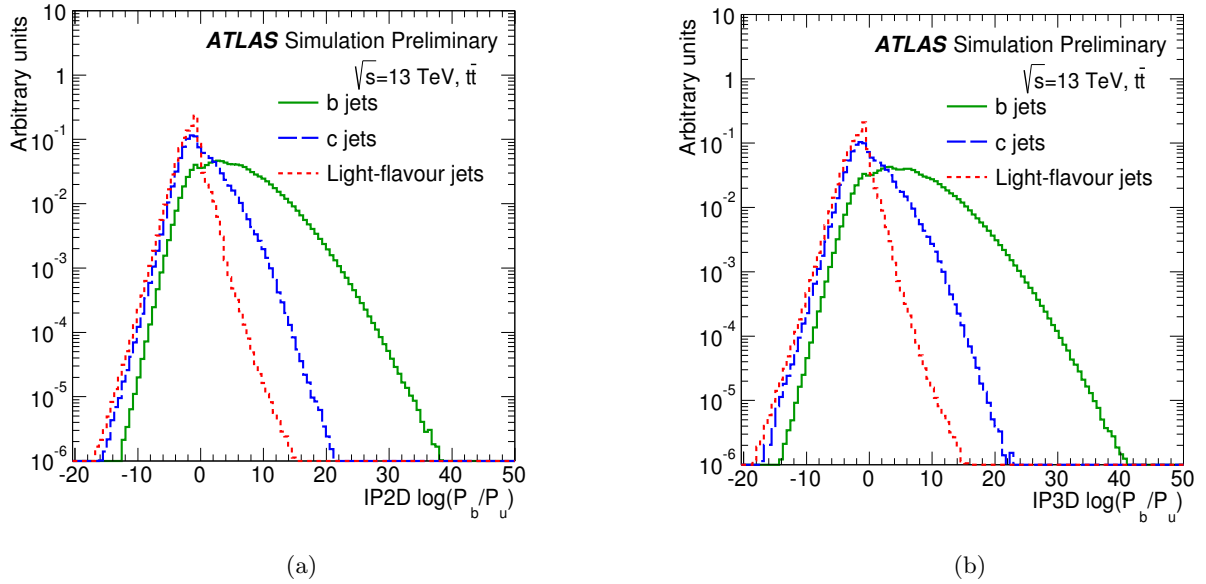 Arbitrary units
10
1
10^-1
10^-2
10^-3
10^-4
10^-5
10^-6
-20 -10 0 10 20 30 40 50
IP2D log(P_b/P_u)
ATLAS Simulation Preliminary
√s=13 TeV, tt̄
b jets
c jets
Light-flavour jets
(a)
Arbitrary units
10
1
10^-1
10^-2
10^-3
10^-4
10^-5
10^-6
-20 -10 0 10 20 30 40 50
IP3D log(P_b/P_u)
ATLAS Simulation Preliminary
√s=13 TeV, tt̄
b jets
c jets
Light-flavour jets
(b)